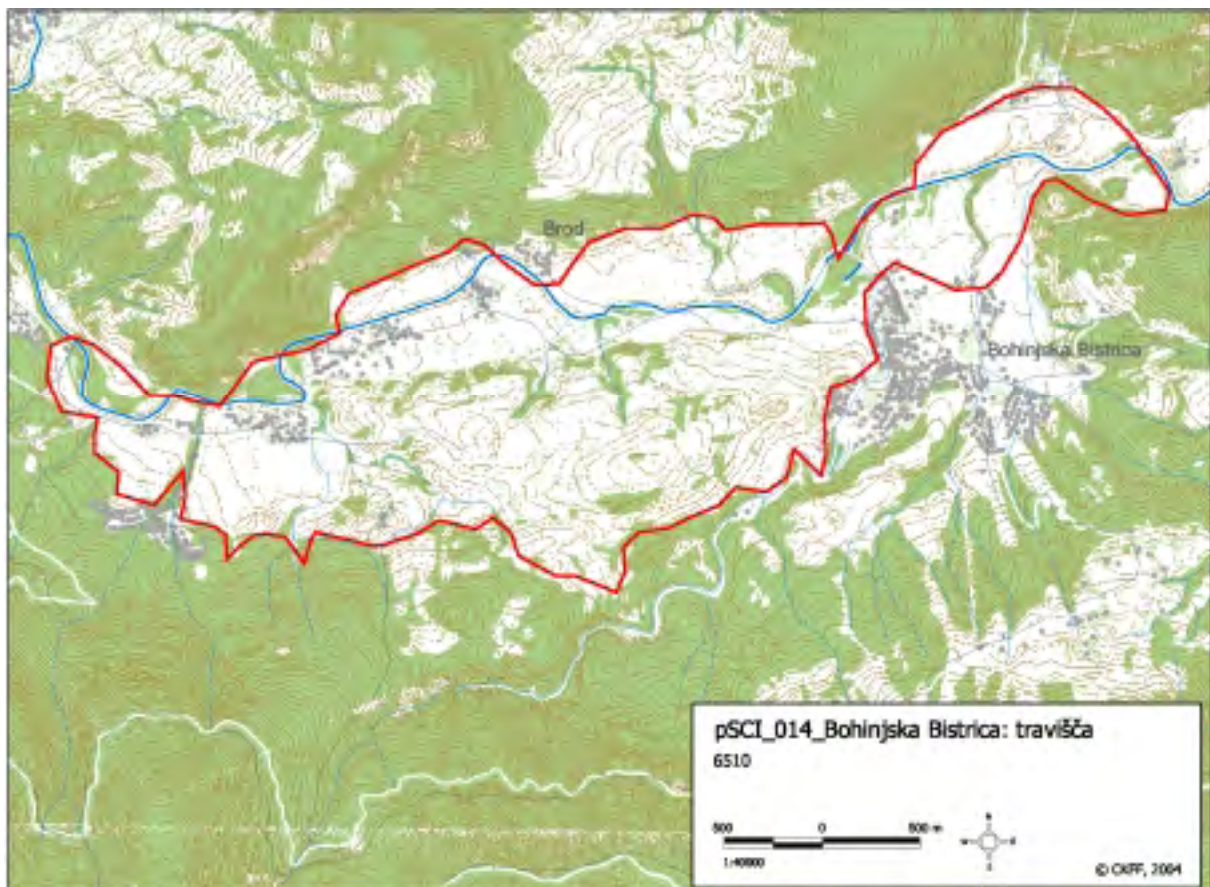 Brod
Bohinjska Bistrica
pSCI_014_Bohinjska Bistrica: travišča
6510
500 0 500 m
1:40000
© CKFF, 2004